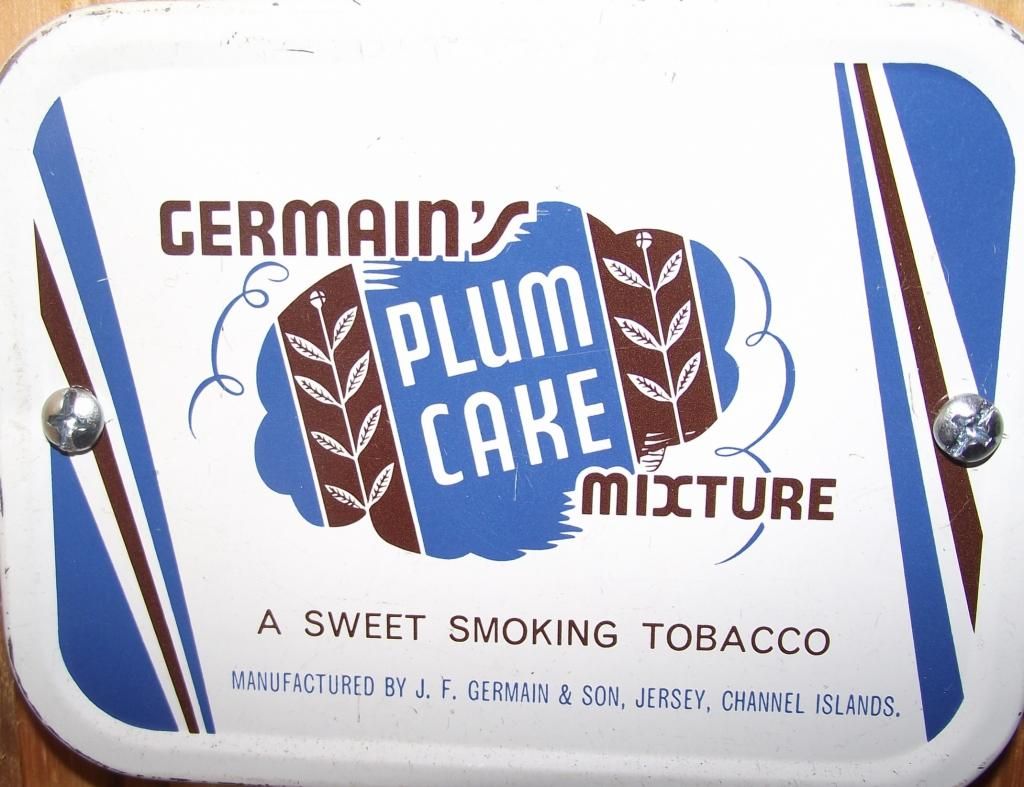 GERMAIN'S
PLUM
CAKE
MIXTURE
A SWEET SMOKING TOBACCO
MANUFACTURED BY J. F. GERMAIN & SON, JERSEY, CHANNEL ISLANDS.